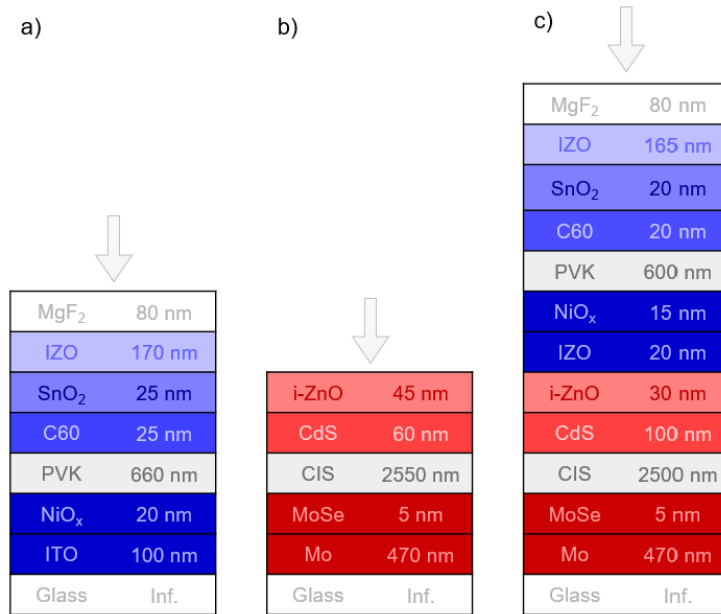 a)
MgF₂ 80 nm
IZO 170 nm
SnO₂ 25 nm
C60 25 nm
PVK 660 nm
NiOₓ 20 nm
ITO 100 nm
Glass Inf.
b)
i-ZnO 45 nm
CdS 60 nm
CIS 2550 nm
MoSe 5 nm
Mo 470 nm
Glass Inf.
c)
MgF₂ 80 nm
IZO 165 nm
SnO₂ 20 nm
C60 20 nm
PVK 600 nm
NiOₓ 15 nm
IZO 20 nm
i-ZnO 30 nm
CdS 100 nm
CIS 2500 nm
MoSe 5 nm
Mo 470 nm
Glass Inf.